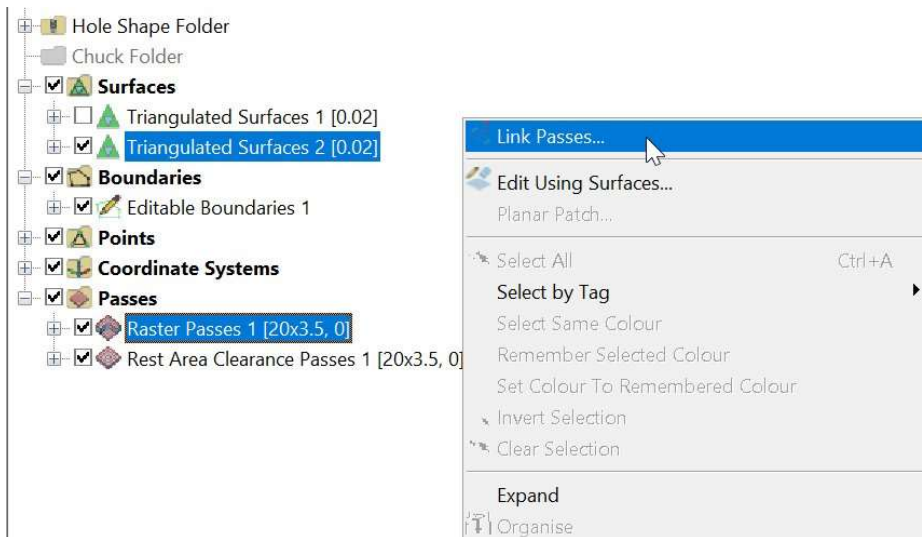 Hole Shape Folder
Chuck Folder
Surfaces
Triangulated Surfaces 1 [0.02]
Triangulated Surfaces 2 [0.02]
Boundaries
Editable Boundaries 1
Points
Coordinate Systems
Passes
Raster Passes 1 [20x3.5, 0]
Rest Area Clearance Passes 1 [20x3.5, 0]
Link Passes...
Edit Using Surfaces...
Planar Patch...
Select All Ctrl+A
Select by Tag
Select Same Colour
Remember Selected Colour
Set Colour To Remembered Colour
Invert Selection
Clear Selection
Expand
Organise